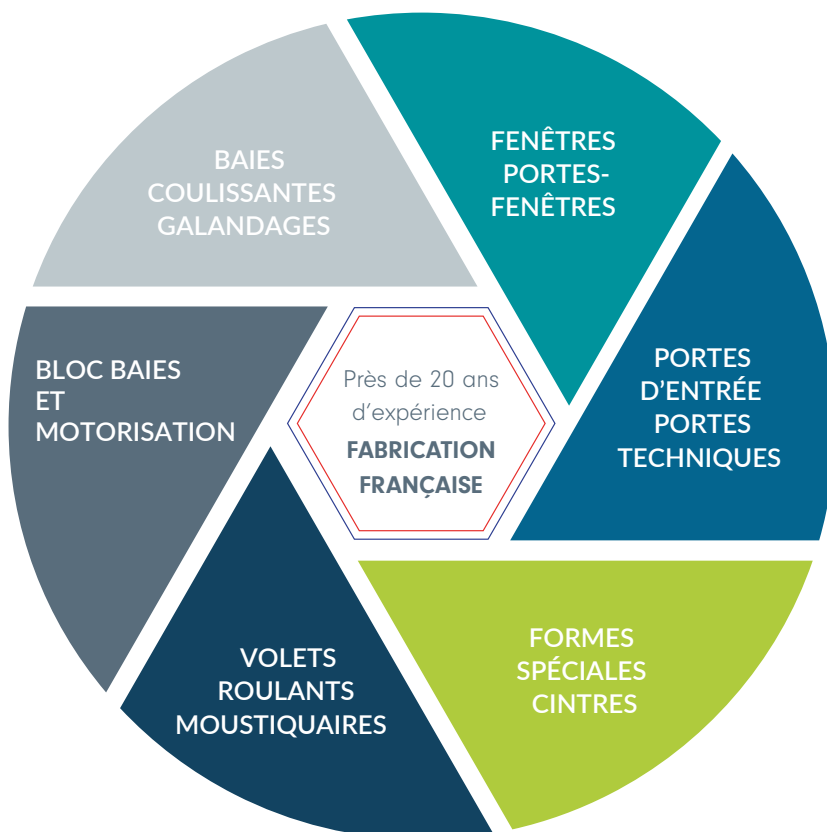 BAIES
COULISSANTES
GALANDAGES
FENÊTRES
PORTES-
FENÊTRES
PORTES
D'ENTRÉE
PORTES
TECHNIQUES
FORMES
SPÉCIALES
CINTRES
VOLETS
ROULANTS
MOUSTIQUAIRES
BLOC BAIES
ET
MOTORISATION
Près de 20 ans
d'expérience
FABRICATION
FRANÇAISE